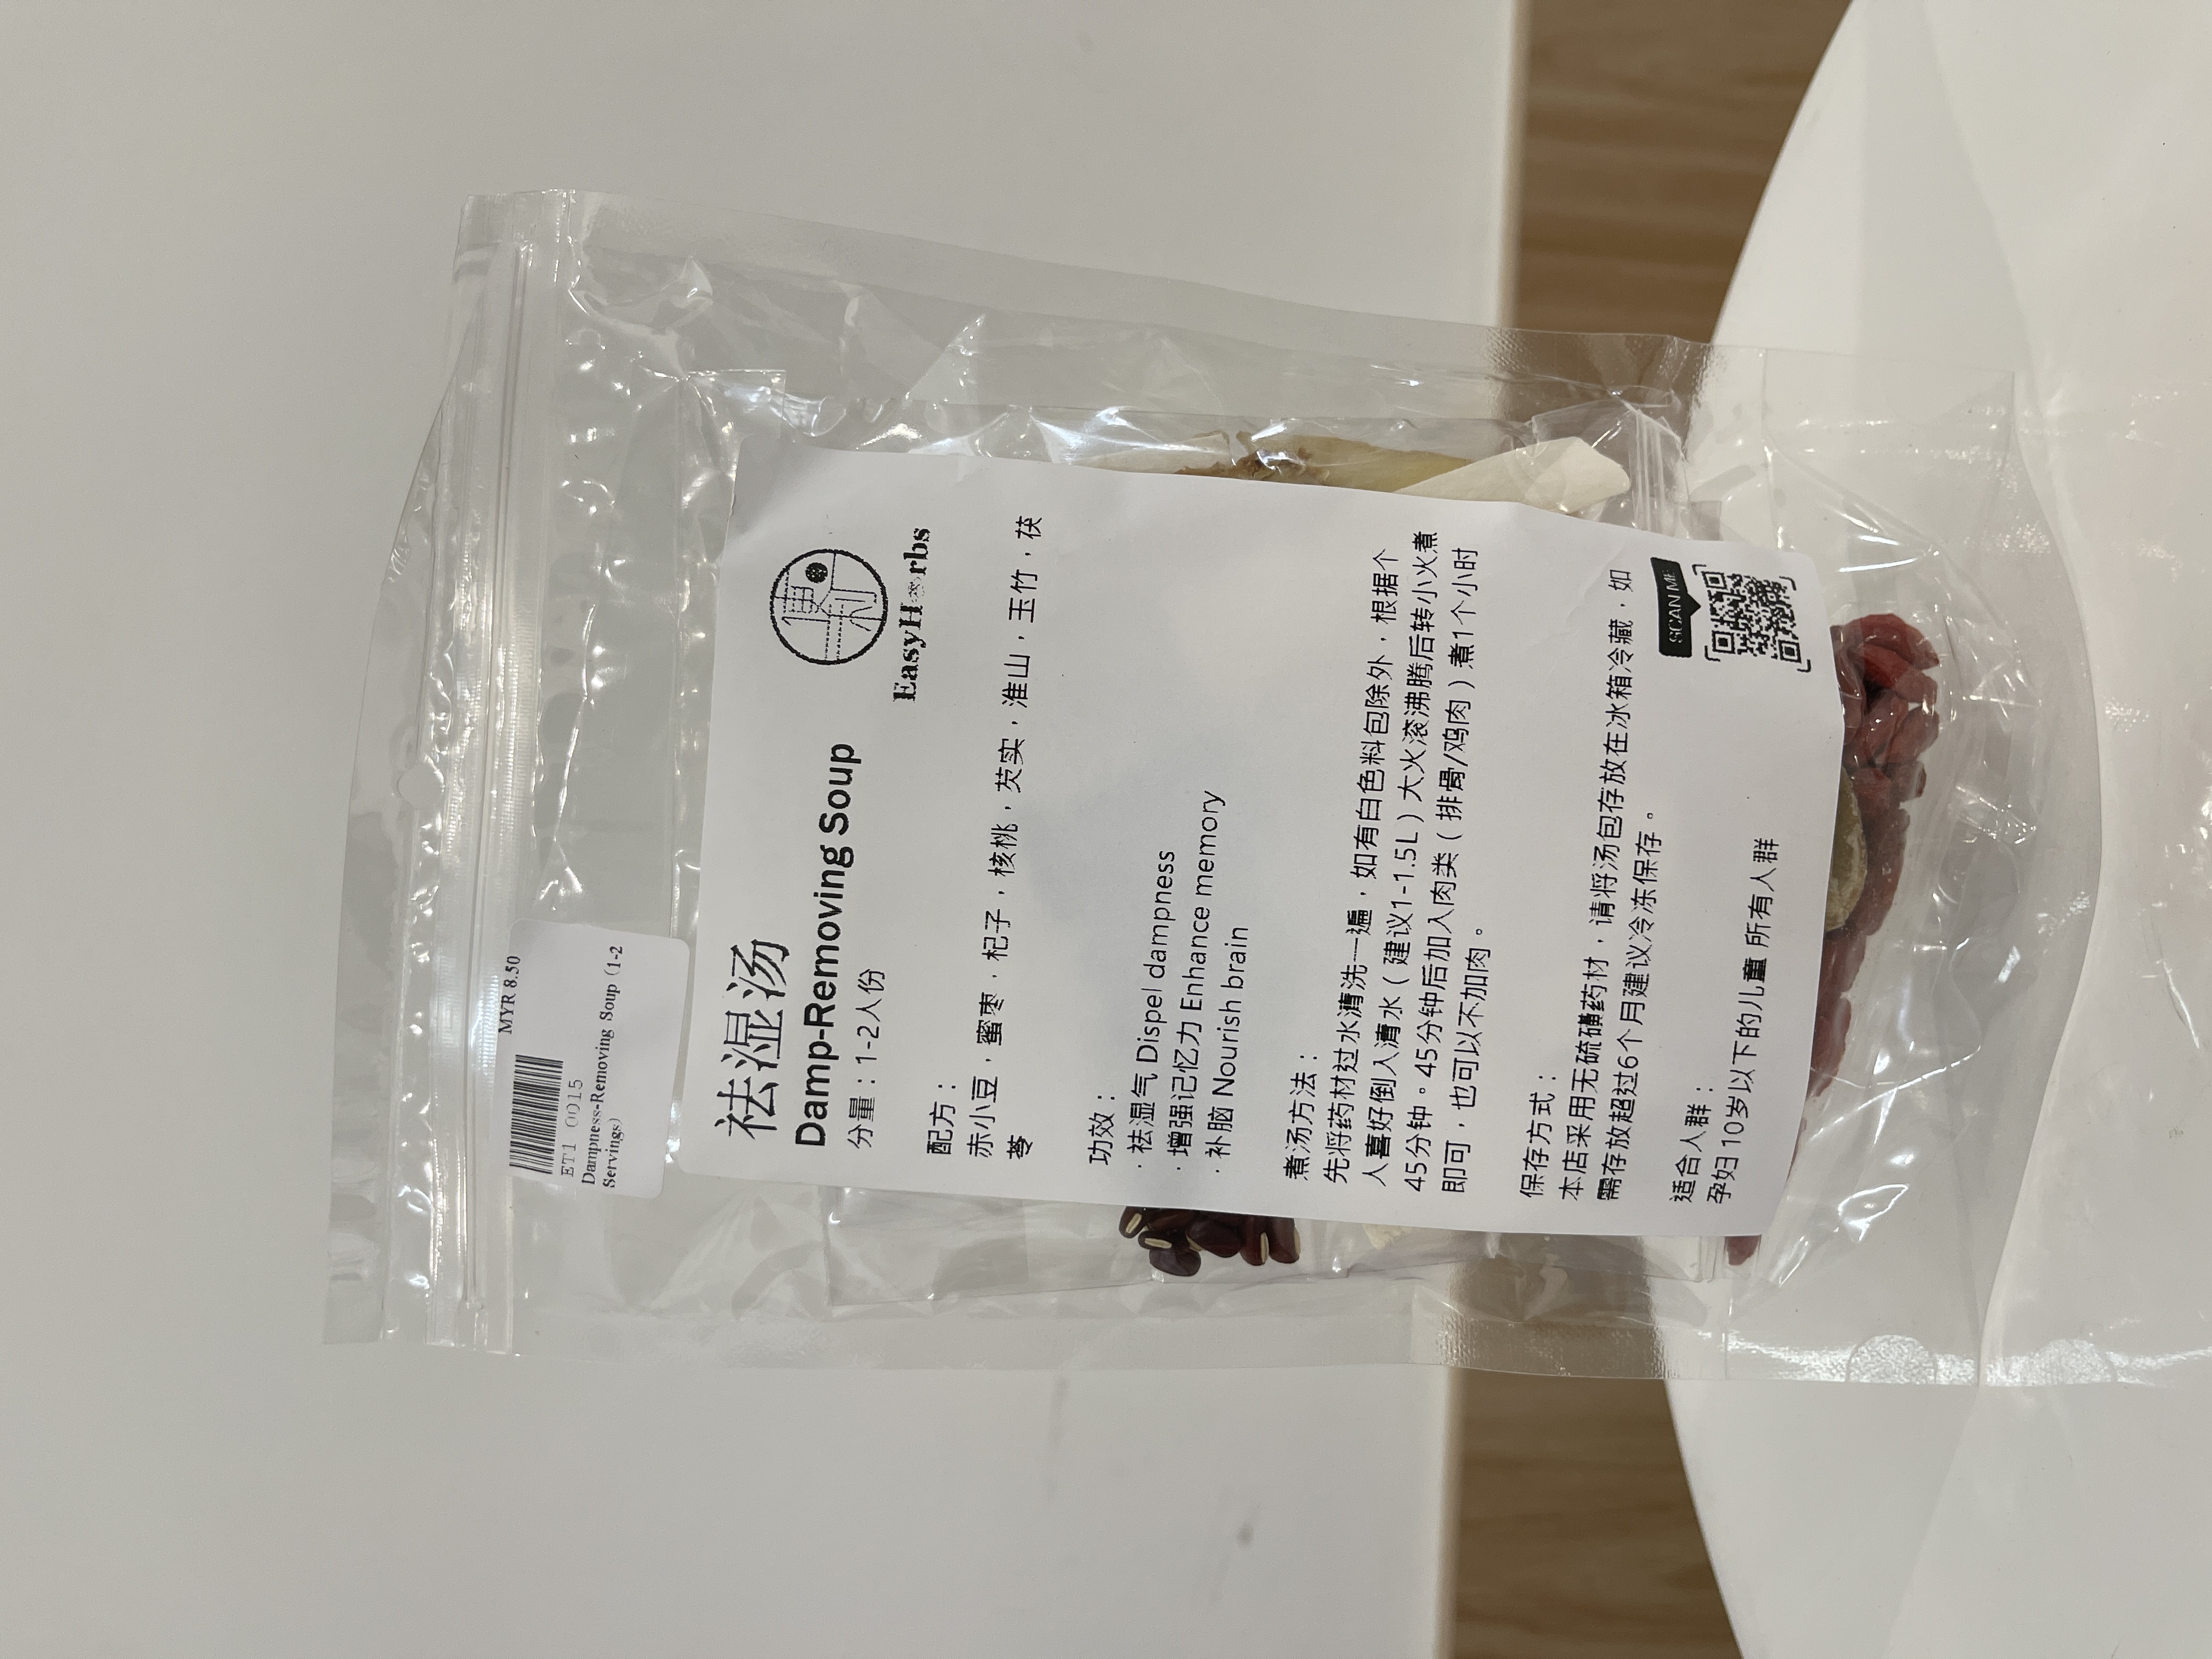 MYR 8.50
ET1 0015
Dampness-Removing Soup (1-2
Servings)
祛湿汤
Damp-Removing Soup
分量：1-2人份
EasyHerbs
配方：
赤小豆，蜜枣，杞子，核桃，芡实，淮山，玉竹，茯
苓
功效：
· 祛湿气 Dispel dampness
· 增强记忆力 Enhance memory
· 补脑 Nourish brain
煮汤方法：
先将药材过水清洗一遍，如有白色料包除外，根据个
人喜好倒入清水（建议1-1.5L）大火滚沸腾后转小火煮
45分钟。45分钟后加入肉类（排骨/鸡肉）煮1个小时
即可，也可以不加肉。
保存方式：
本店采用无硫磺药材，请将汤包存放在冰箱冷藏，如
需存放超过6个月建议冷冻保存。
适合人群：
孕妇 10岁以下的儿童 所有人群
SCAN ME